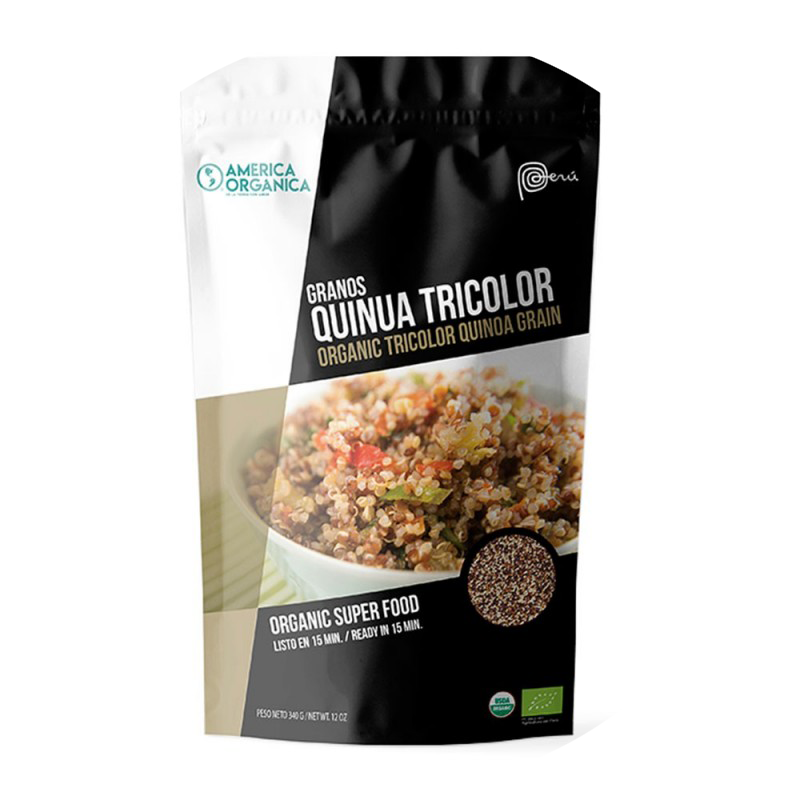 AMERICA
ORGANICA
Perú
GRANOS
QUINUA TRICOLOR
ORGANIC TRICOLOR QUINOA GRAIN
ORGANIC SUPER FOOD
LISTO EN 15 MIN. / READY IN 15 MIN.
PESO NETO 340 G / NET WT. 12 OZ
USDA
ORGANIC